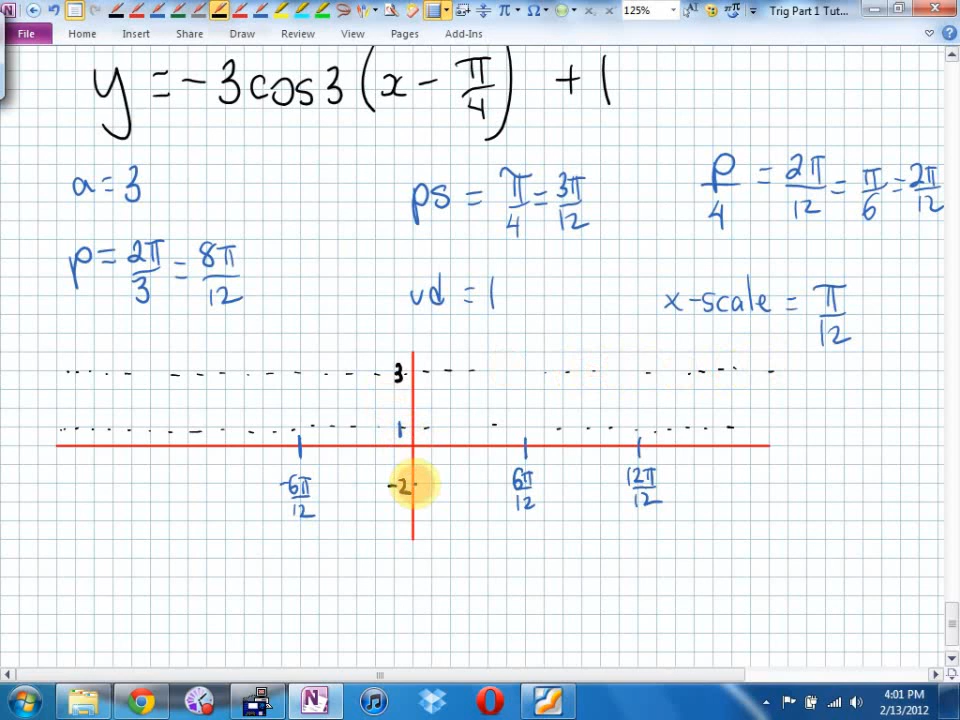 125% Trig Part 1 Tut...
File Home Insert Share Draw Review View Pages Add-Ins
y = -3cos3(x - π/4) + 1
a = 3
ps = π/4 = 3π/12
p/4 = 2π/12 = π/6 = 2π/12
p = 2π/3 = 8π/12
vd = 1
x-scale = π/12
3
1
-6π/12
-2
6π/12
12π/12
4:01 PM
2/13/2012